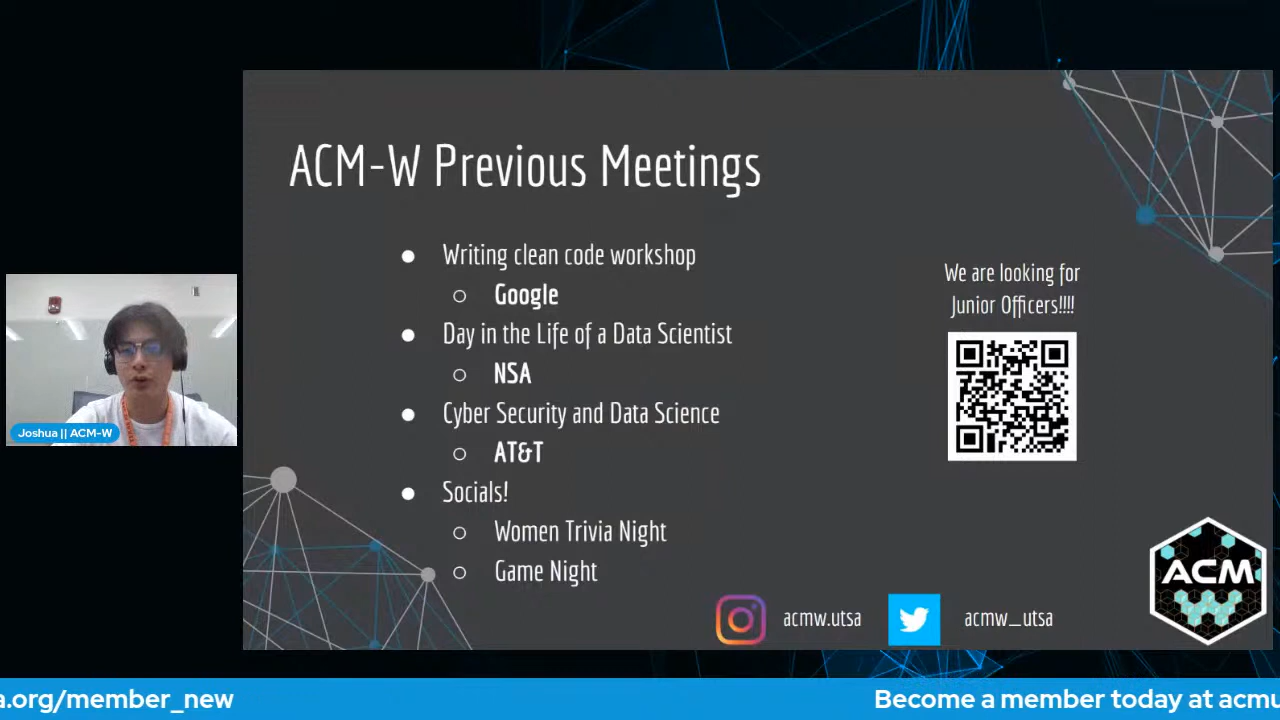 ACM-W Previous Meetings
Writing clean code workshop
Google
Day in the Life of a Data Scientist
NSA
Cyber Security and Data Science
AT&T
Socials!
Women Trivia Night
Game Night
We are looking for
Junior Officers!!!!
acmw.utsa
acmw_utsa
ACM
W
Joshua || ACM-W
a.org/member_new
Become a member today at acmu